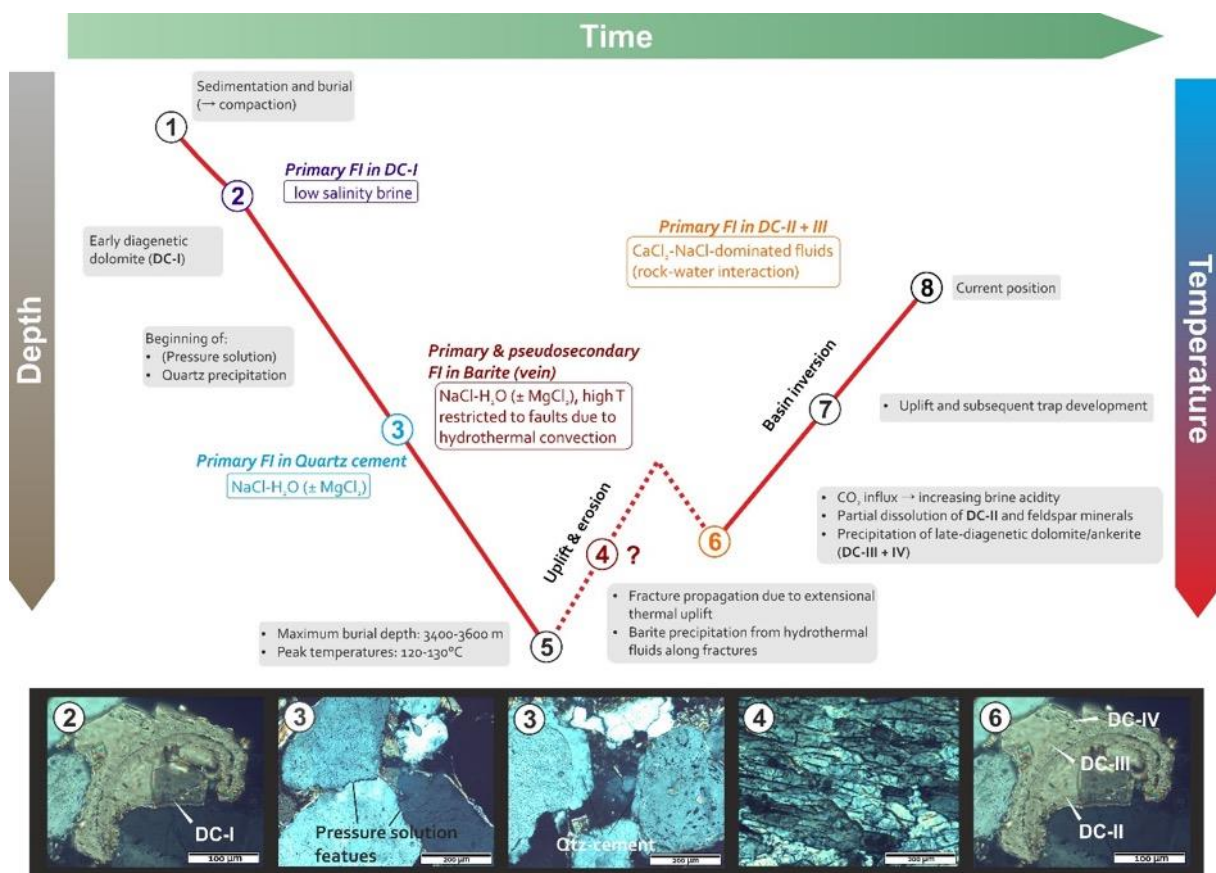 Time
Depth
Temperature
Sedimentation and burial
(→ compaction)
1
Primary FI in DC-I
low salinity brine
2
Early diagenetic
dolomite (DC-I)
Primary FI in DC-II + III
CaCl₂-NaCl-dominated fluids
(rock-water interaction)
8
Current position
Beginning of:
• (Pressure solution)
• Quartz precipitation
Primary & pseudosecondary
FI in Barite (vein)
NaCl-H₂O (± MgCl₂), high T
restricted to faults due to
hydrothermal convection
Basin inversion
7
• Uplift and subsequent trap development
3
Primary FI in Quartz cement
NaCl-H₂O (± MgCl₂)
Uplift & erosion
4 ?
6
• CO₂ influx → increasing brine acidity
• Partial dissolution of DC-II and feldspar minerals
• Precipitation of late-diagenetic dolomite/ankerite
(DC-III + IV)
• Maximum burial depth: 3400-3600 m
• Peak temperatures: 120-130°C
5
• Fracture propagation due to extensional
thermal uplift
• Barite precipitation from hydrothermal
fluids along fractures
2
DC-I
100 µm
3
Pressure solution
featues
200 µm
3
Qtz-cement
200 µm
4
200 µm
6
DC-IV
DC-III
DC-II
100 µm